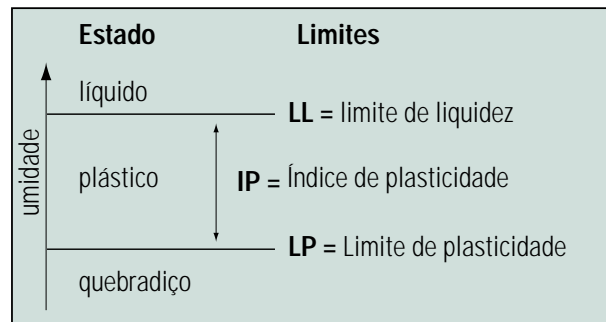 Estado Limites
líquido
LL = limite de liquidez
umidade
plástico
IP = Índice de plasticidade
LP = Limite de plasticidade
quebradiço